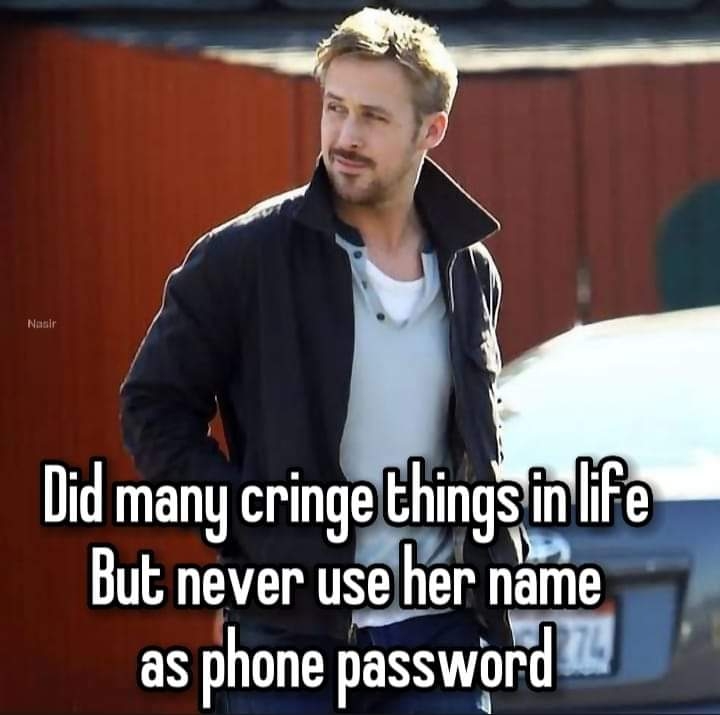 Nasir
Did many cringe things in life
But never use her name
as phone password